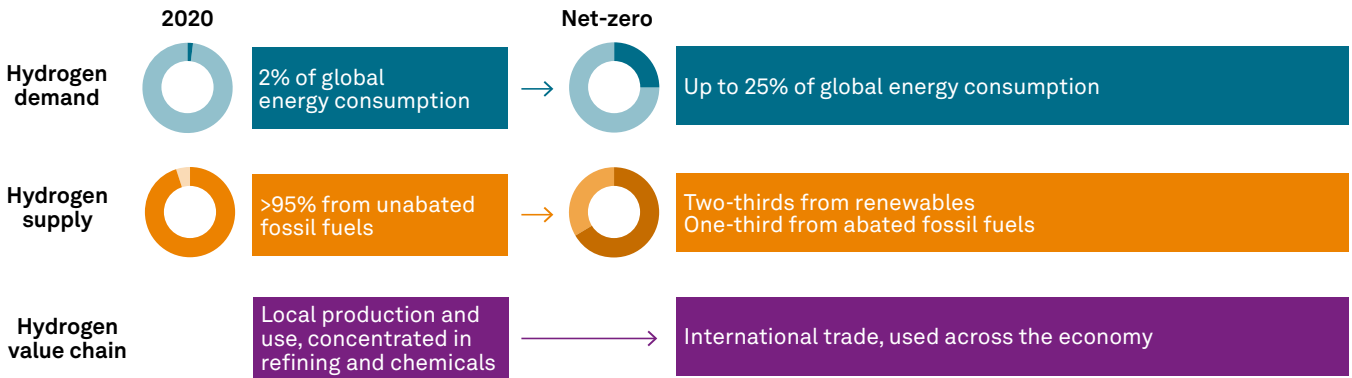 2020
Net-zero
Hydrogen
demand
2% of global
energy consumption
Up to 25% of global energy consumption
Hydrogen
supply
>95% from unabated
fossil fuels
Two-thirds from renewables
One-third from abated fossil fuels
Hydrogen
value chain
Local production and
use, concentrated in
refining and chemicals
International trade, used across the economy